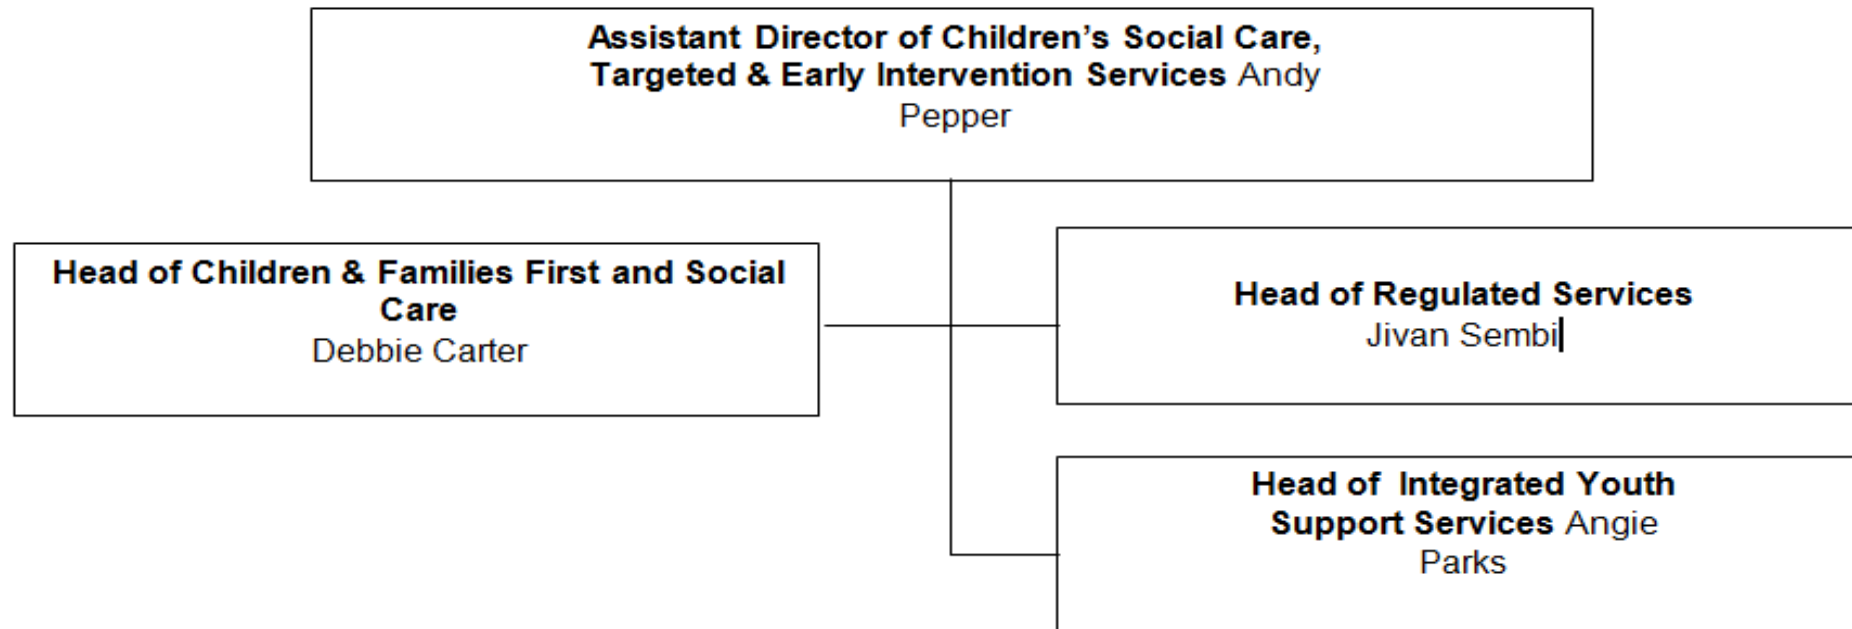 Assistant Director of Children’s Social Care,
Targeted & Early Intervention Services Andy
Pepper
Head of Children & Families First and Social
Care
Debbie Carter
Head of Regulated Services
Jivan Sembi
Head of  Integrated Youth
Support Services Angie
Parks